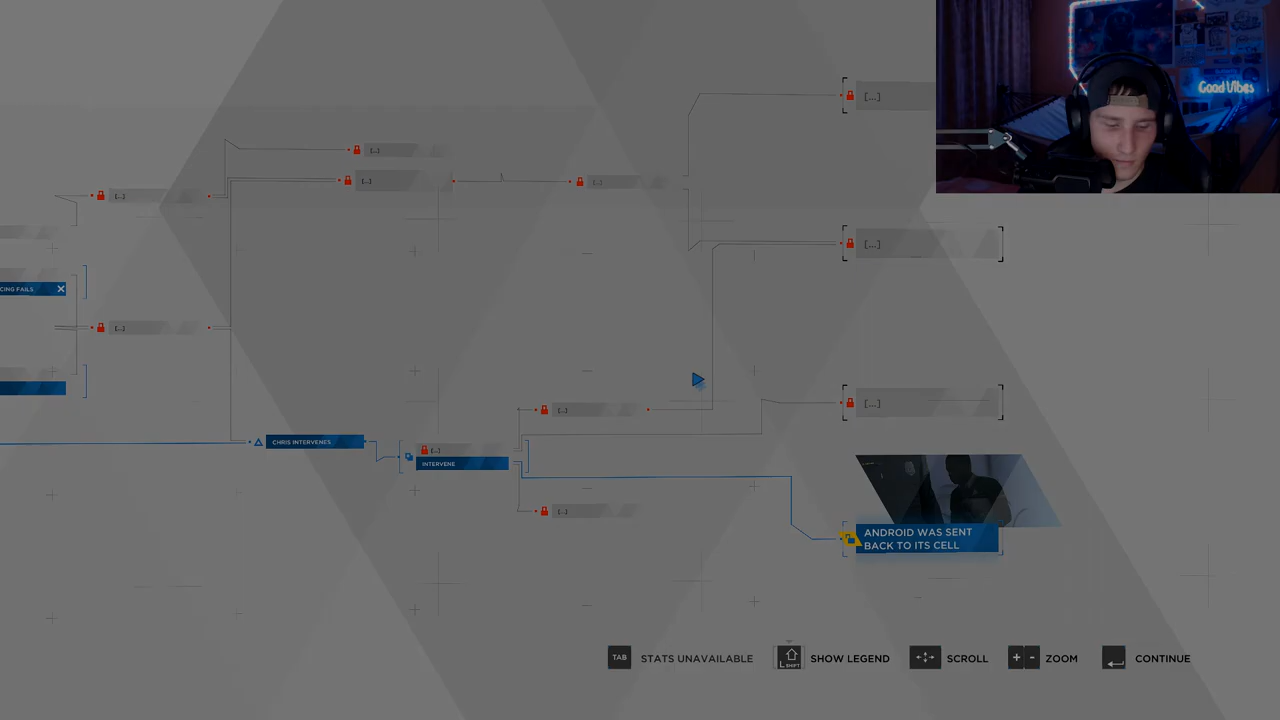 [...]
Good Vibes
[...]
[...]
[...]
[...]
[...]
CING FAILS
[...]
[...]
[...]
CHRIS INTERVENES
[...]
INTERVENE
[...]
ANDROID WAS SENT
BACK TO ITS CELL
TAB STATS UNAVAILABLE L SHIFT SHOW LEGEND SCROLL + - ZOOM CONTINUE